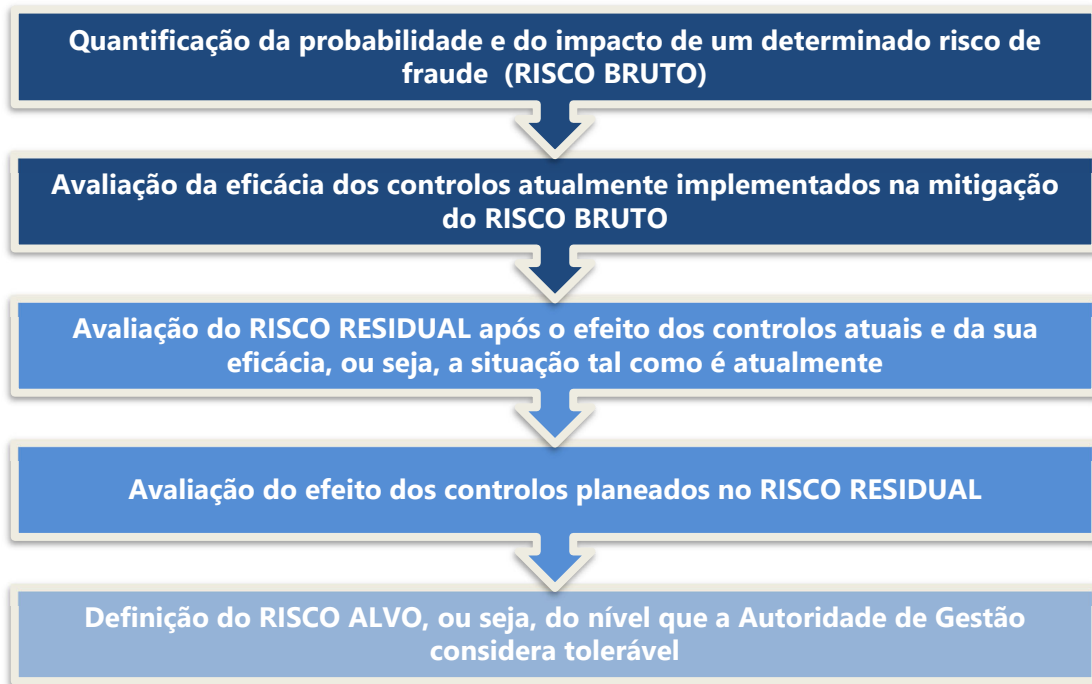 Quantificação da probabilidade e do impacto de um determinado risco de
fraude (RISCO BRUTO)
Avaliação da eficácia dos controlos atualmente implementados na mitigação
do RISCO BRUTO
Avaliação do RISCO RESIDUAL após o efeito dos controlos atuais e da sua
eficácia, ou seja, a situação tal como é atualmente
Avaliação do efeito dos controlos planeados no RISCO RESIDUAL
Definição do RISCO ALVO, ou seja, do nível que a Autoridade de Gestão
considera tolerável